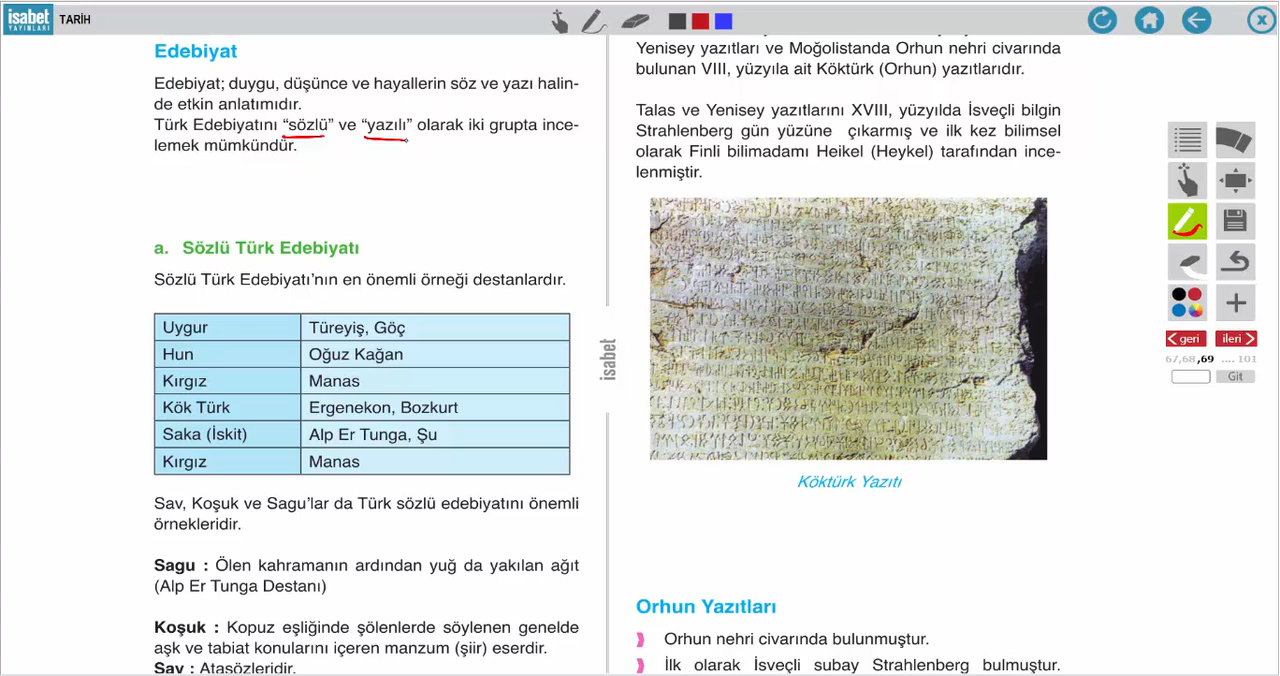 isabet
YAYINLARI
TARİH
Edebiyat
Edebiyat; duygu, düşünce ve hayallerin söz ve yazı halin-
de etkin anlatımıdır.
Türk Edebiyatını “sözlü” ve “yazılı” olarak iki grupta ince-
lemek mümkündür.
a. Sözlü Türk Edebiyatı
Sözlü Türk Edebiyatı’nın en önemli örneği destanlardır.
Uygur Türeyiş, Göç
Hun Oğuz Kağan
Kırgız Manas
Kök Türk Ergenekon, Bozkurt
Saka (İskit) Alp Er Tunga, Şu
Kırgız Manas
Sav, Koşuk ve Sagu’lar da Türk sözlü edebiyatını önemli
örnekleridir.
Sagu : Ölen kahramanın ardından yuğ da yakılan ağıt
(Alp Er Tunga Destanı)
Koşuk : Kopuz eşliğinde şölenlerde söylenen genelde
aşk ve tabiat konularını içeren manzum (şiir) eserdir.
Sav : Atasözleridir.
isabet
Yenisey yazıtları ve Moğolistanda Orhun nehri civarında
bulunan VIII, yüzyıla ait Köktürk (Orhun) yazıtlarıdır.
Talas ve Yenisey yazıtlarını XVIII, yüzyılda İsveçli bilgin
Strahlenberg gün yüzüne çıkarmış ve ilk kez bilimsel
olarak Finli bilimadamı Heikel (Heykel) tarafından ince-
lenmiştir.
Köktürk Yazıtı
Orhun Yazıtları
Orhun nehri civarında bulunmuştur.
İlk olarak İsveçli subay Strahlenberg bulmuştur.
geri ileri
67,68,69 .... 101
Git